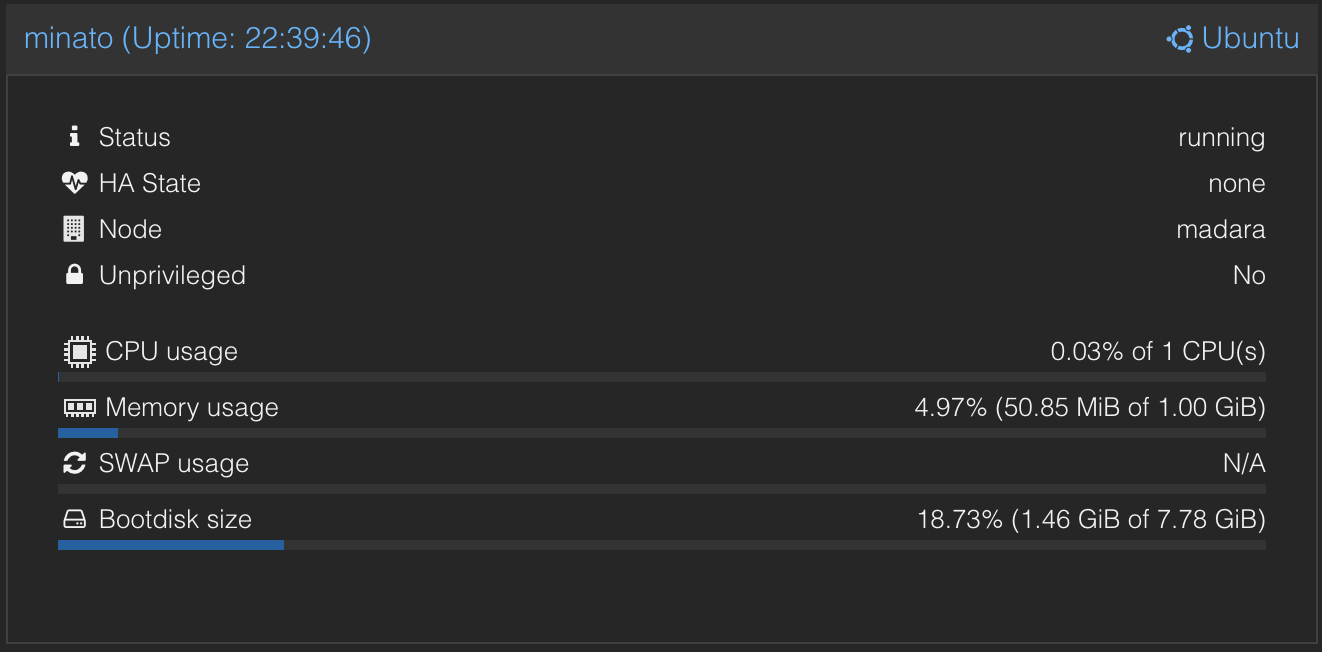 minato (Uptime: 22:39:46) Ubuntu
Status running
HA State none
Node madara
Unprivileged No
CPU usage 0.03% of 1 CPU(s)
Memory usage 4.97% (50.85 MiB of 1.00 GiB)
SWAP usage N/A
Bootdisk size 18.73% (1.46 GiB of 7.78 GiB)